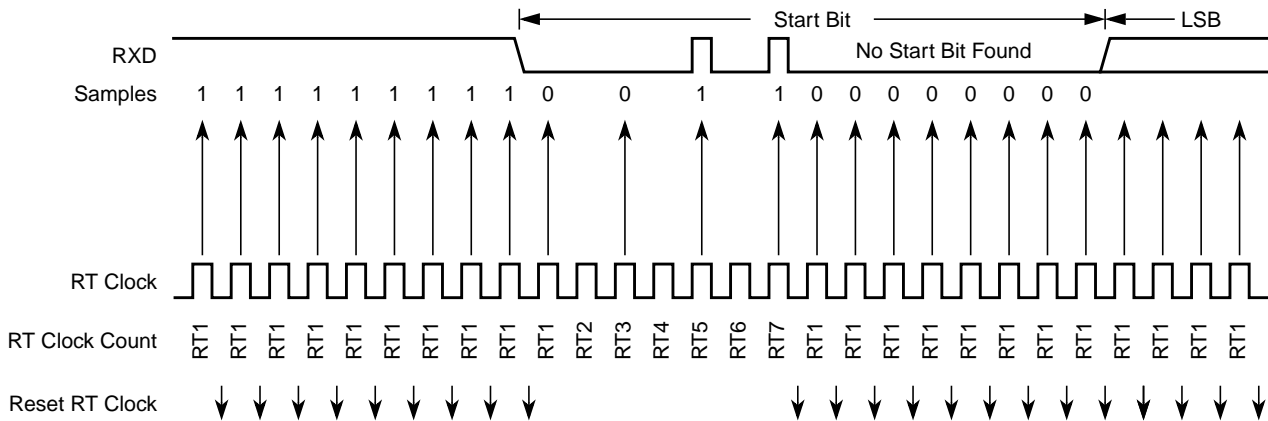 Start Bit LSB
RXD No Start Bit Found
Samples 1 1 1 1 1 1 1 1 1 0 0 1 1 0 0 0 0 0 0 0 0
RT Clock
RT Clock Count RT1 RT1 RT1 RT1 RT1 RT1 RT1 RT1 RT1 RT1 RT2 RT3 RT4 RT5 RT6 RT7 RT1 RT1 RT1 RT1 RT1 RT1 RT1 RT1 RT1 RT1 RT1 RT1
Reset RT Clock